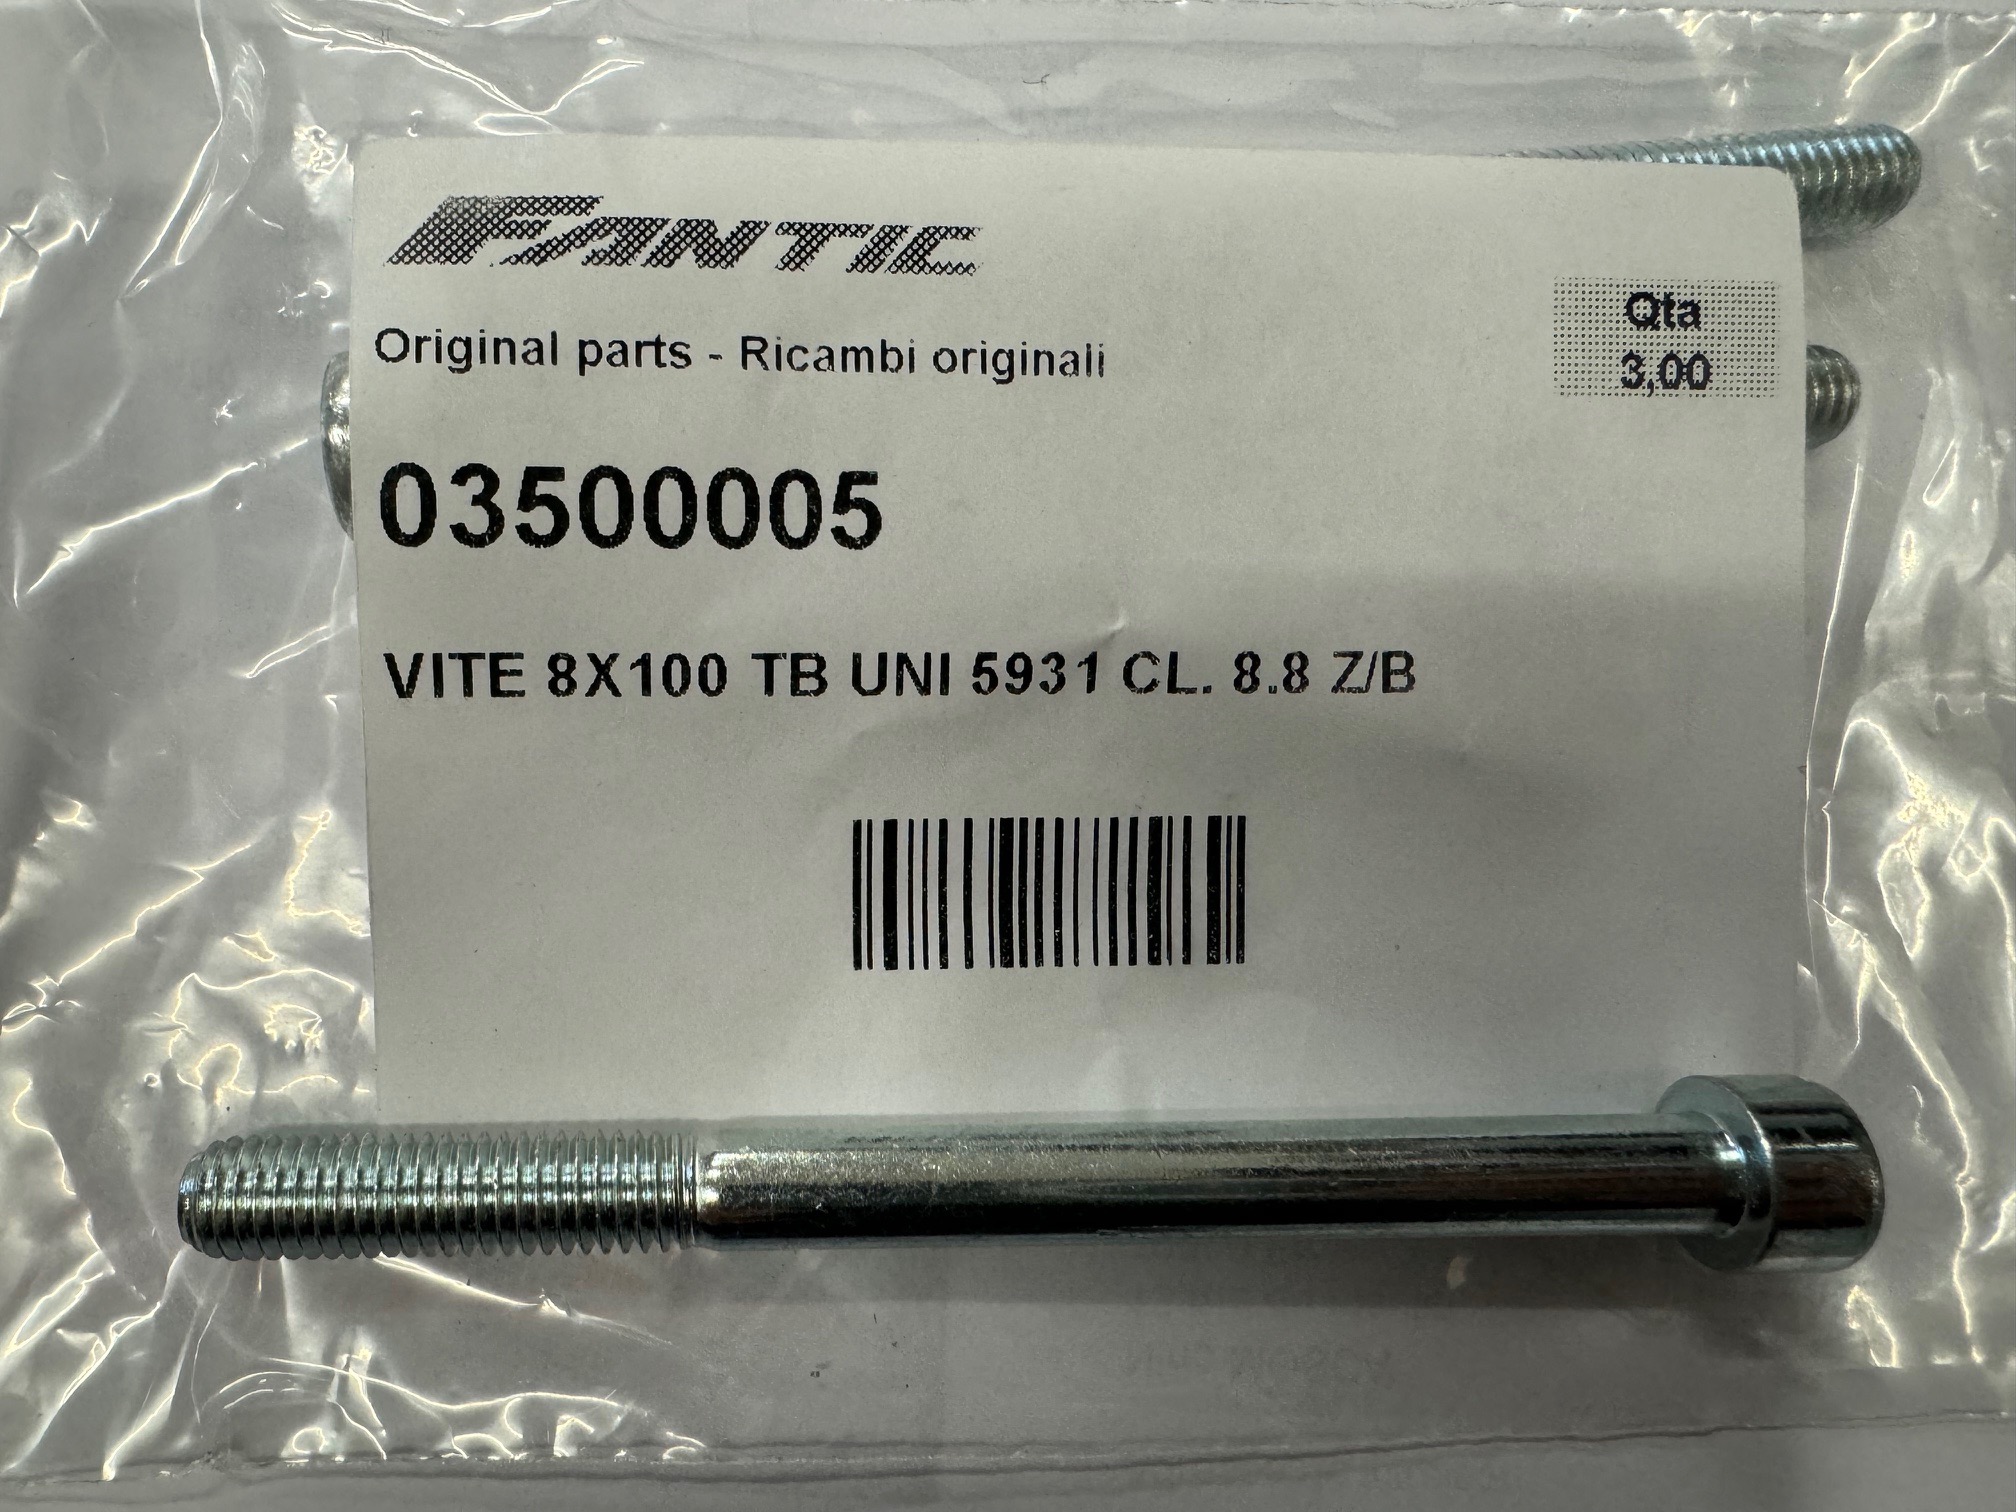 FANTIC
Original parts - Ricambi originali
Qta
3,00
03500005
VITE 8X100 TB UNI 5931 CL. 8.8 Z/B